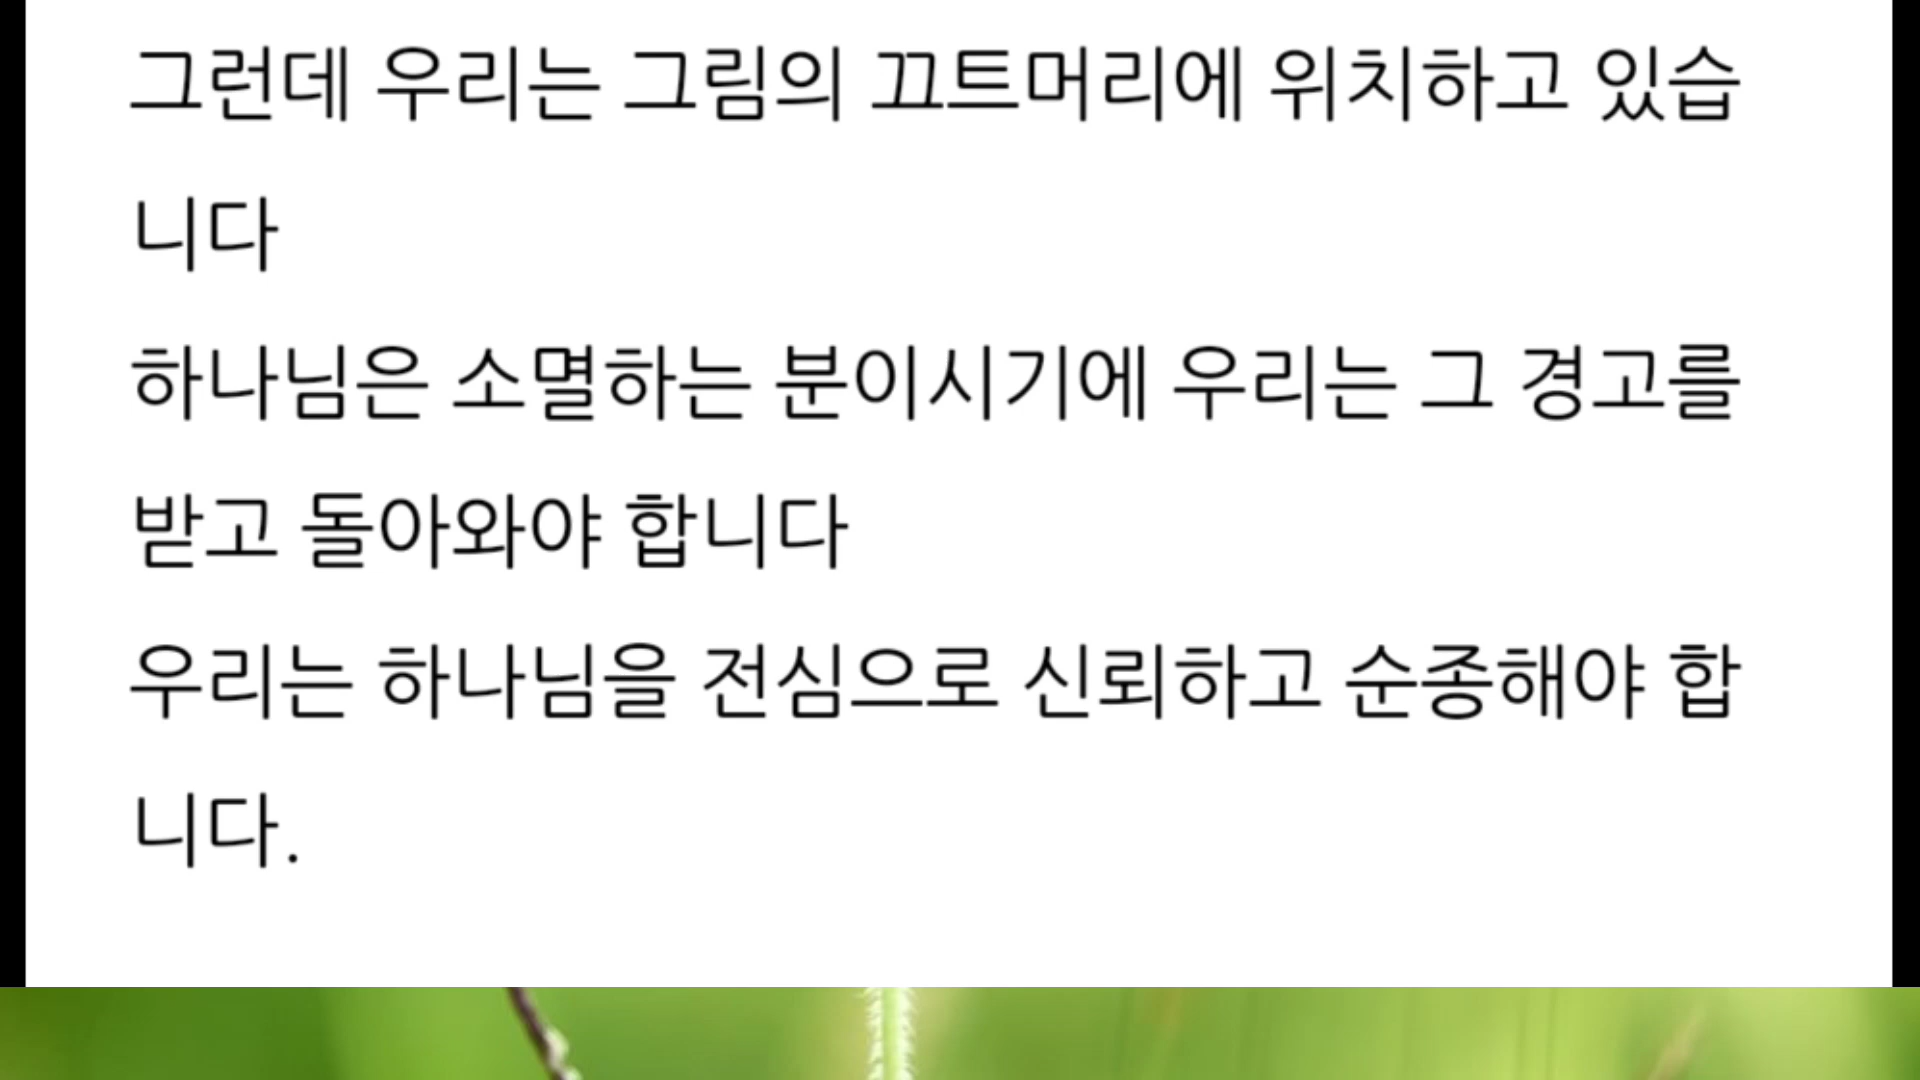 그런데 우리는 그림의 끄트머리에 위치하고 있습
니다
하나님은 소멸하는 분이시기에 우리는 그 경고를
받고 돌아와야 합니다
우리는 하나님을 전심으로 신뢰하고 순종해야 합
니다.